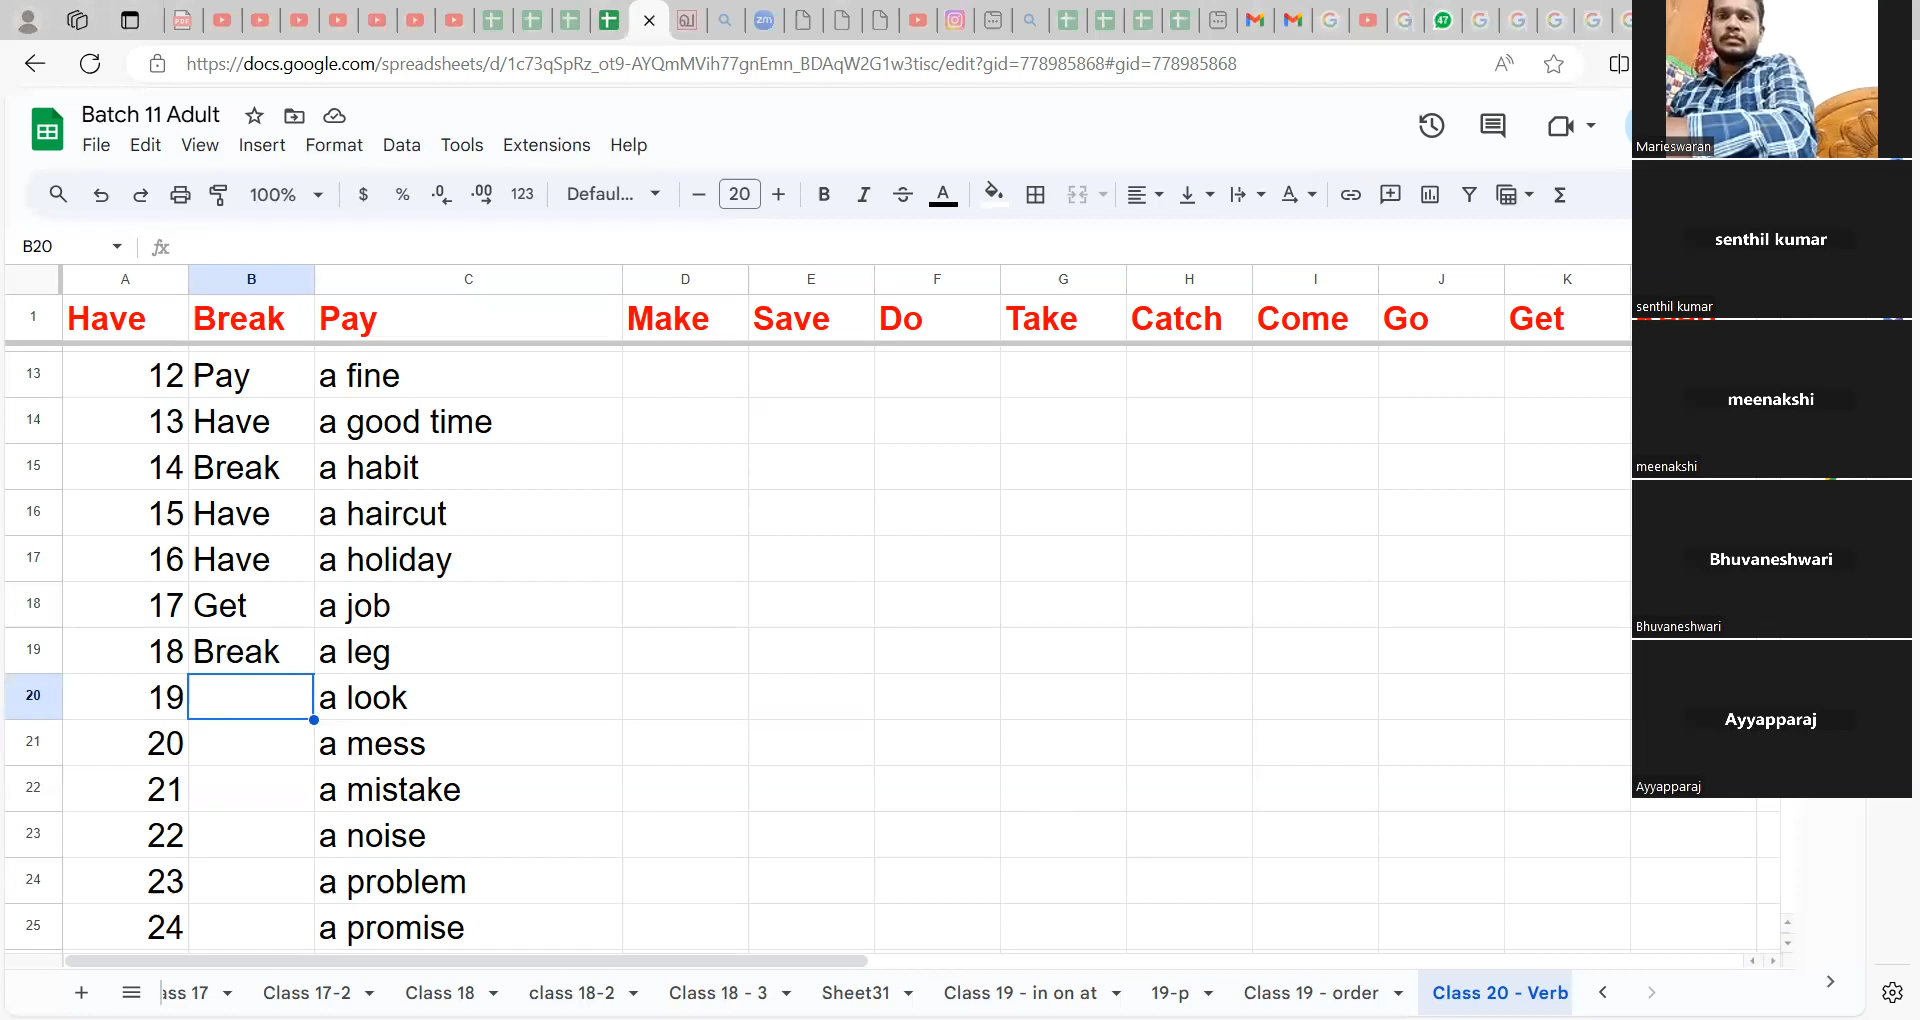 https://docs.google.com/spreadsheets/d/1c73qSpRz_ot9-AYQmMVih77gnEmn_BDAqW2G1w3tisc/edit?gid=778985868#gid=778985868
Batch 11 Adult
File Edit View Insert Format Data Tools Extensions Help
100% $ % .0 .00 123 Defaul... 20 B I A
B20 fx
A B C D E F G H I J K
1 Have Break Pay Make Save Do Take Catch Come Go Get
13 12 Pay a fine
14 13 Have a good time
15 14 Break a habit
16 15 Have a haircut
17 16 Have a holiday
18 17 Get a job
19 18 Break a leg
20 19 a look
21 20 a mess
22 21 a mistake
23 22 a noise
24 23 a problem
25 24 a promise
ass 17 Class 17-2 Class 18 class 18-2 Class 18 - 3 Sheet31 Class 19 - in on at 19-p Class 19 - order Class 20 - Verb
Marieswaran
senthil kumar
senthil kumar
meenakshi
meenakshi
Bhuvaneshwari
Bhuvaneshwari
Ayyapparaj
Ayyapparaj